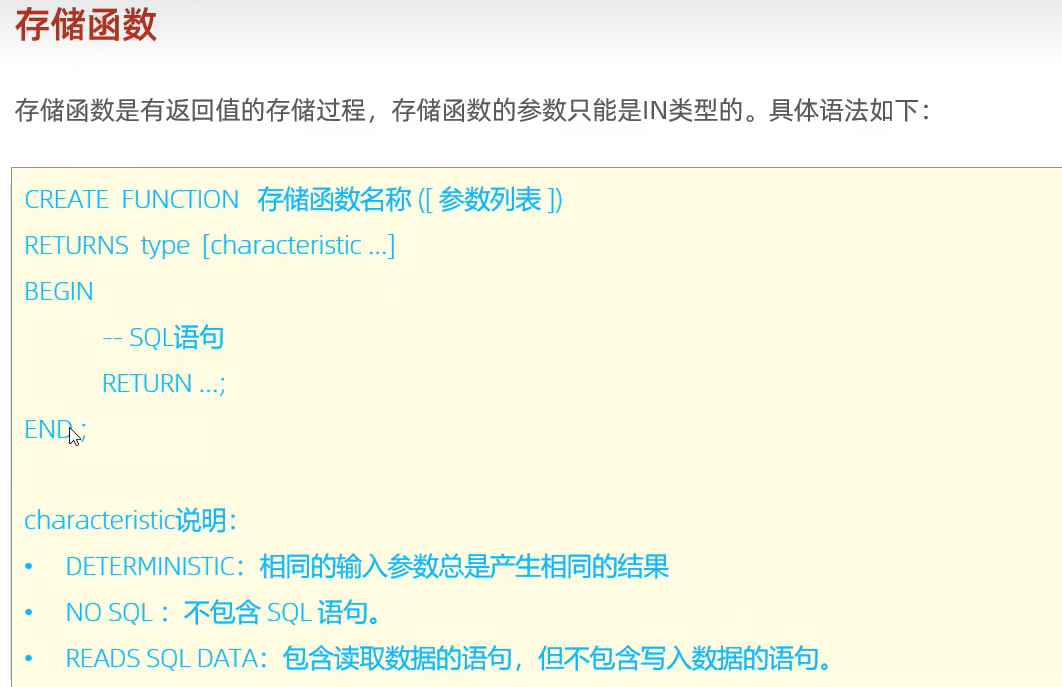 存储函数
存储函数是有返回值的存储过程，存储函数的参数只能是IN类型的。具体语法如下：
CREATE FUNCTION 存储函数名称 ([ 参数列表 ])
RETURNS type [characteristic ...]
BEGIN
-- SQL语句
RETURN ...;
END ;
characteristic说明：
• DETERMINISTIC：相同的输入参数总是产生相同的结果
• NO SQL ：不包含 SQL 语句。
• READS SQL DATA：包含读取数据的语句，但不包含写入数据的语句。